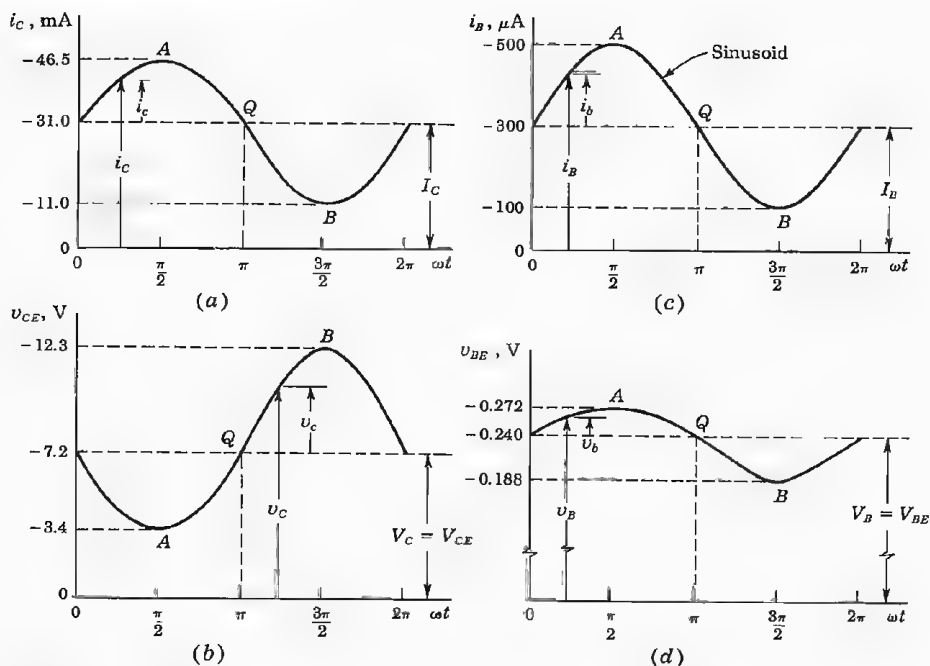 i_C, mA
−46.5
A
i_c
−31.0
Q
i_C
I_C
−11.0
B
0
0
π/2
π
3π/2
2π
ωt
(a)
i_B, μA
−500
A
Sinusoid
i_b
Q
−300
i_B
I_B
−100
B
0
0
π/2
π
3π/2
2π
ωt
(c)
v_CE, V
−12.3
B
Q
v_c
−7.2
v_C
V_C = V_CE
−3.4
A
0
0
π/2
π
3π/2
2π
ωt
(b)
v_BE, V
−0.272
A
Q
−0.240
v_b
−0.188
B
v_B
V_B = V_BE
0
π/2
π
3π/2
2π
ωt
(d)